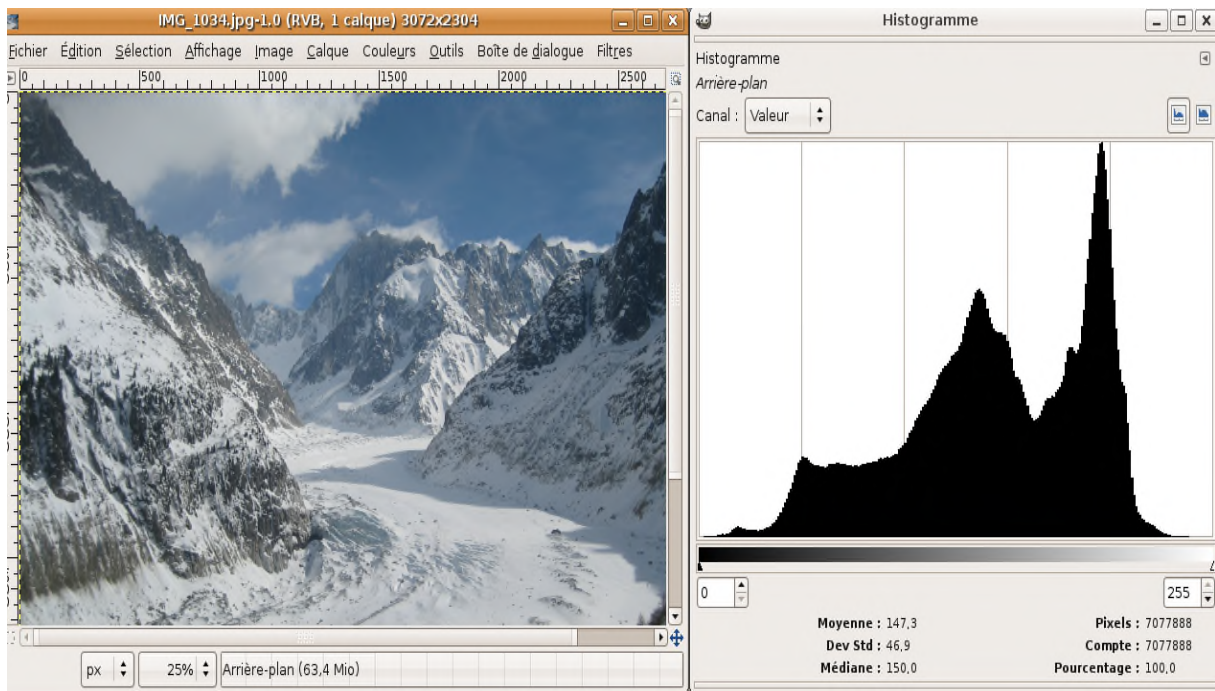 IMG_1034.jpg-1.0 (RVB, 1 calque) 3072x2304
Fichier Édition Sélection Affichage Image Calque Couleurs Outils Boîte de dialogue Filtres
0 500 1000 1500 2000 2500
px 25% Arrière-plan (63,4 Mio)
Histogramme
Histogramme
Arrière-plan
Canal : Valeur
0 255
Moyenne : 147,3 Pixels : 7077888
Dev Std : 46,9 Compte : 7077888
Médiane : 150,0 Pourcentage : 100,0